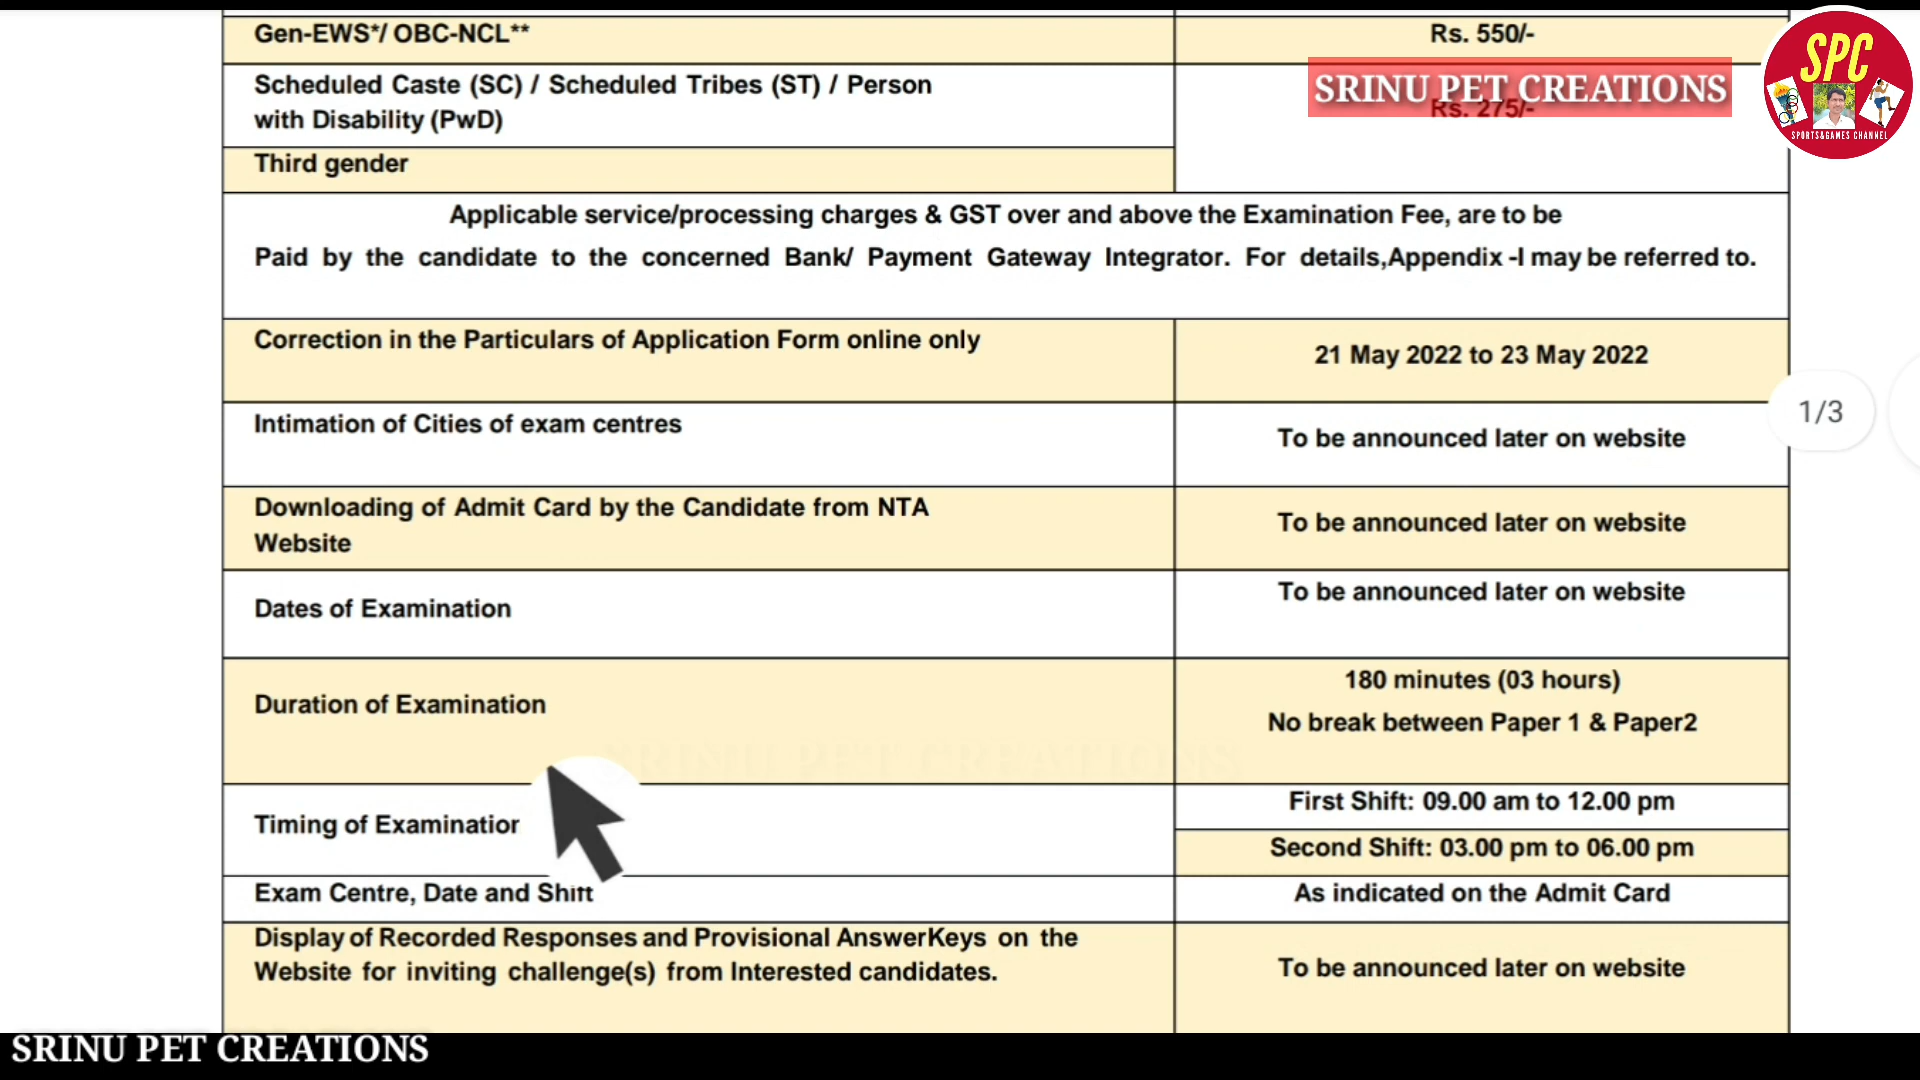 Gen-EWS*/ OBC-NCL**
Rs. 550/-
Scheduled Caste (SC) / Scheduled Tribes (ST) / Person
with Disability (PwD)
Rs. 275/-
Third gender
SRINU PET CREATIONS
SPC
SPORTS&GAMES CHANNEL
Applicable service/processing charges & GST over and above the Examination Fee, are to be
Paid by the candidate to the concerned Bank/ Payment Gateway Integrator. For details,Appendix -I may be referred to.
Correction in the Particulars of Application Form online only
21 May 2022 to 23 May 2022
1/3
Intimation of Cities of exam centres
To be announced later on website
Downloading of Admit Card by the Candidate from NTA
Website
To be announced later on website
Dates of Examination
To be announced later on website
Duration of Examination
180 minutes (03 hours)
No break between Paper 1 & Paper2
SRINU PET CREATIONS
Timing of Examination
First Shift: 09.00 am to 12.00 pm
Second Shift: 03.00 pm to 06.00 pm
Exam Centre, Date and Shift
As indicated on the Admit Card
Display of Recorded Responses and Provisional AnswerKeys on the
Website for inviting challenge(s) from Interested candidates.
To be announced later on website
SRINU PET CREATIONS